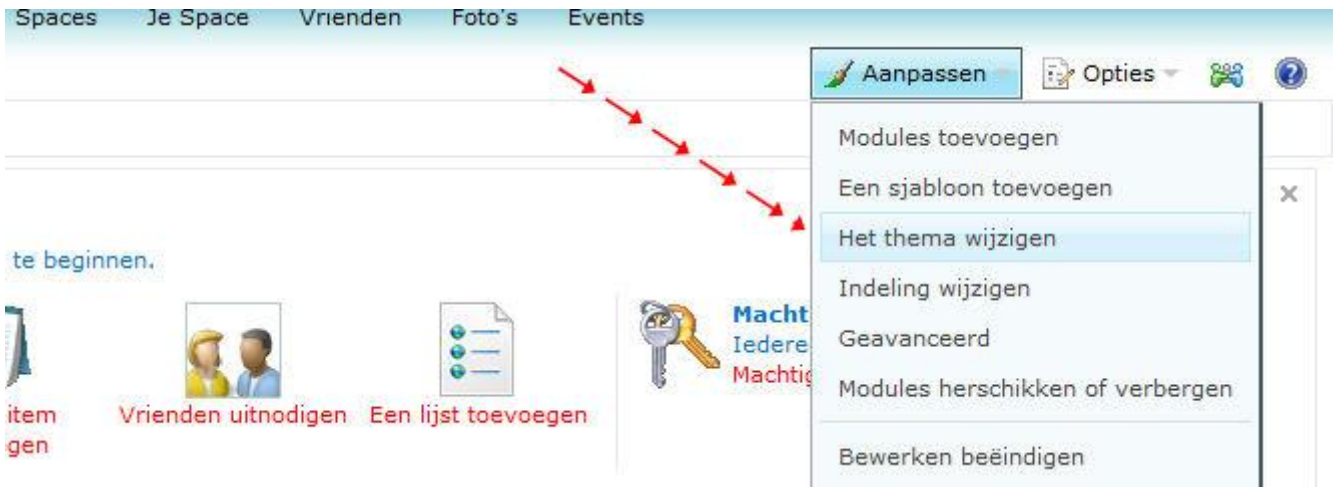 Spaces Je Space Vrienden Foto's Events
Aanpassen Opties
Modules toevoegen
Een sjabloon toevoegen
Het thema wijzigen
Indeling wijzigen
Geavanceerd
Modules herschikken of verbergen
Bewerken beëindigen
te beginnen.
item
gen
Vrienden uitnodigen
Een lijst toevoegen
Macht
Iedere
Machtig